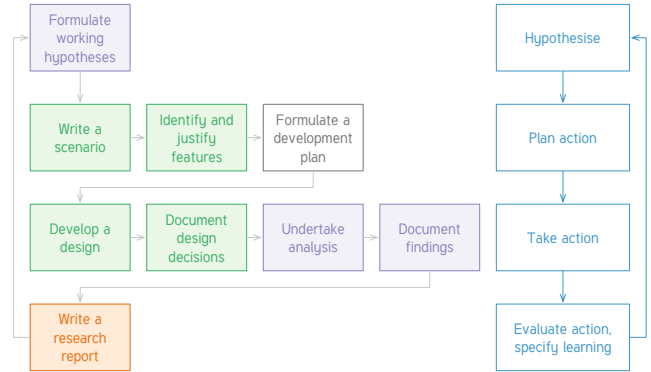 Formulate
working
hypotheses
Hypothesise
Write a
scenario
Identify and
justify
features
Formulate a
development
plan
Plan action
Develop a
design
Document
design
decisions
Undertake
analysis
Document
findings
Take action
Write a
research
report
Evaluate action,
specify learning